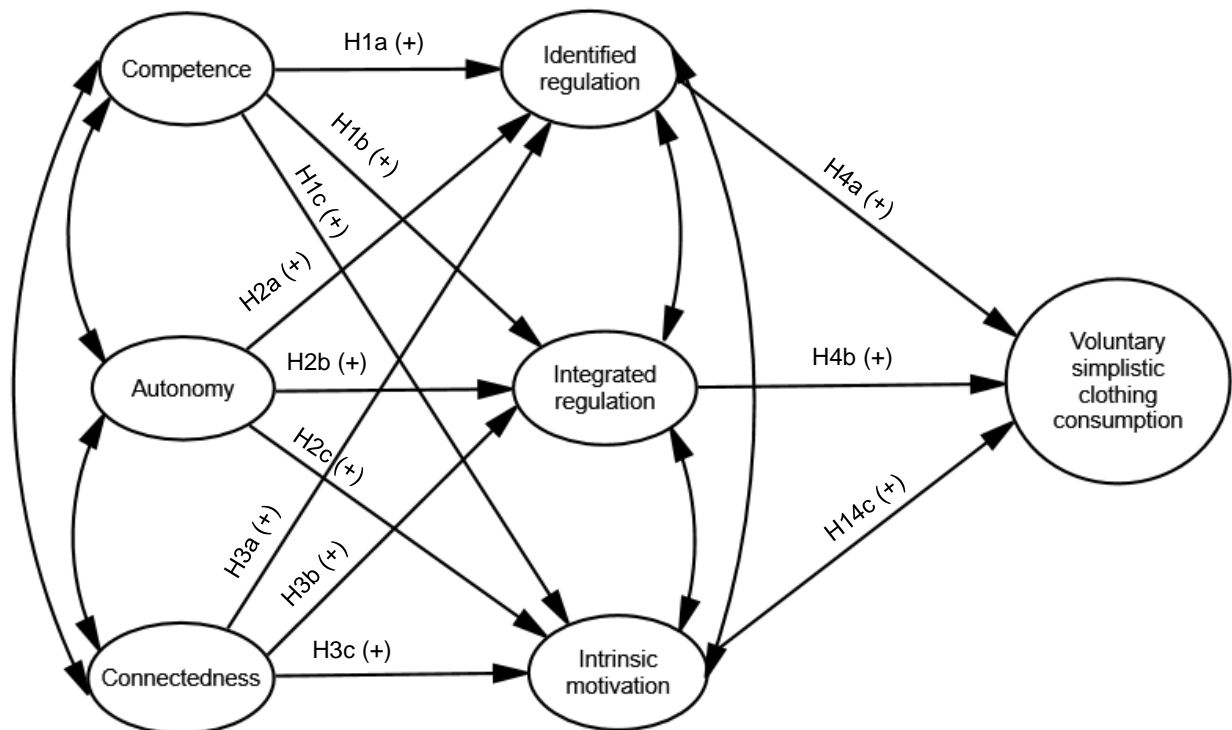 Competence
H1a (+)
Identified
regulation
H1b (+)
H1c (+)
H4a (+)
H2a (+)
Autonomy
H2b (+)
Integrated
regulation
H4b (+)
Voluntary
simplistic
clothing
consumption
H2c (+)
H3a (+)
H3b (+)
H14c (+)
Connectedness
H3c (+)
Intrinsic
motivation